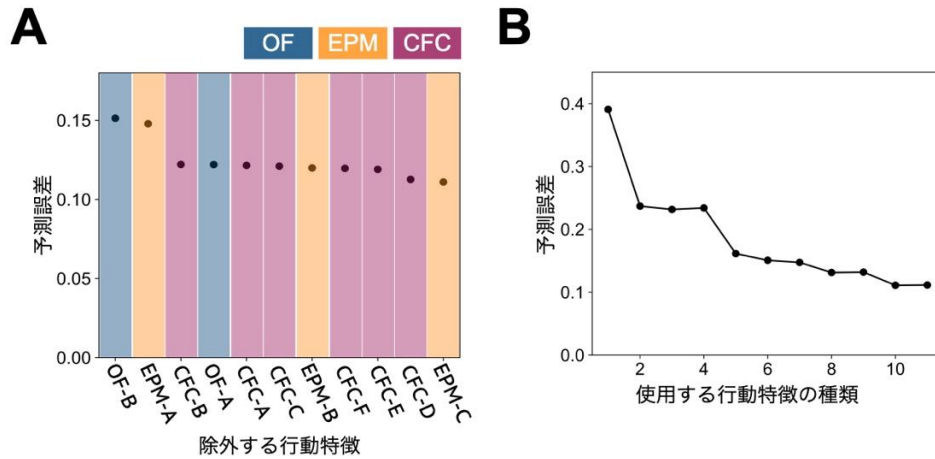 A
OF EPM CFC
予測誤差
0.15
0.10
0.05
0.00
OF-B EPM-A CFC-B OF-A CFC-A CFC-C EPM-B CFC-F CFC-E CFC-D EPM-C
除外する行動特徴
B
予測誤差
0.4
0.3
0.2
0.1
0.0
2 4 6 8 10
使用する行動特徴の種類